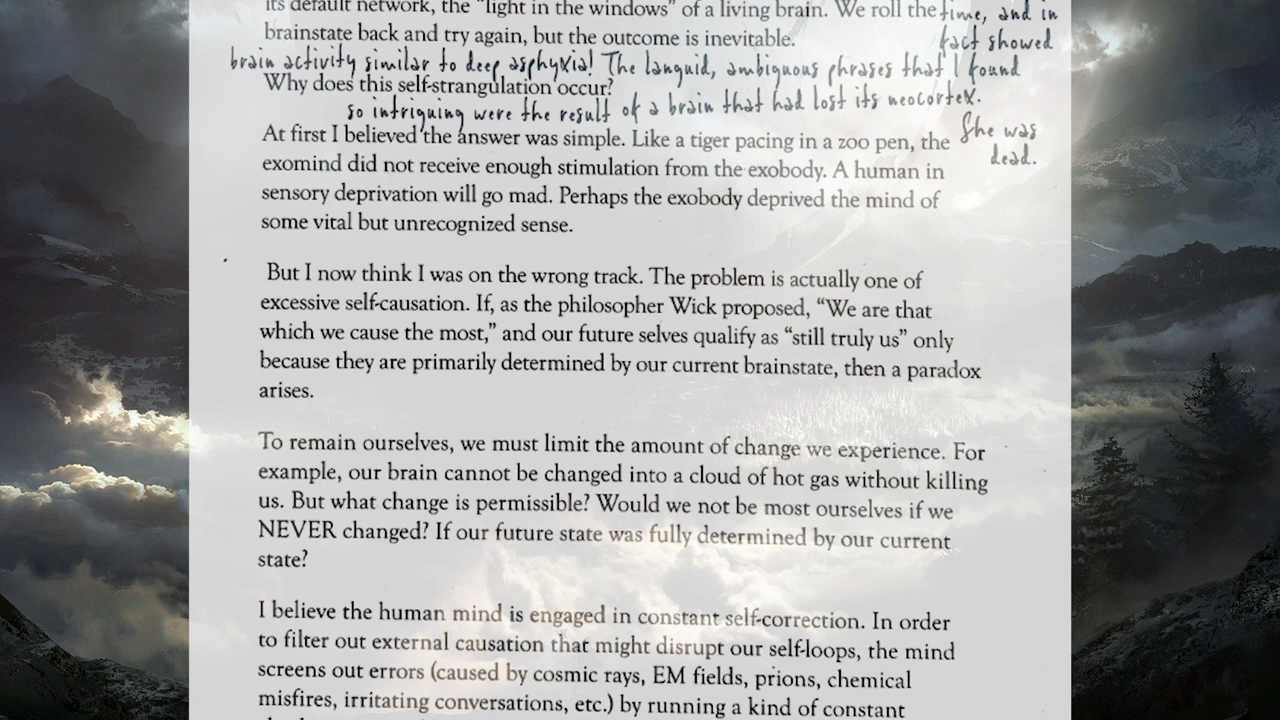 its default network, the “light in the windows” of a living brain. We roll the time, and in
brainstate back and try again, but the outcome is inevitable. fact showed
brain activity similar to deep asphyxia! The languid, ambiguous phrases that I found
Why does this self-strangulation occur?
so intriguing were the result of a brain that had lost its neocortex.
She was
At first I believed the answer was simple. Like a tiger pacing in a zoo pen, the
dead.
exomind did not receive enough stimulation from the exobody. A human in
sensory deprivation will go mad. Perhaps the exobody deprived the mind of
some vital but unrecognized sense.
But I now think I was on the wrong track. The problem is actually one of
excessive self-causation. If, as the philosopher Wick proposed, “We are that
which we cause the most,” and our future selves qualify as “still truly us” only
because they are primarily determined by our current brainstate, then a paradox
arises.
To remain ourselves, we must limit the amount of change we experience. For
example, our brain cannot be changed into a cloud of hot gas without killing
us. But what change is permissible? Would we not be most ourselves if we
NEVER changed? If our future state was fully determined by our current
state?
I believe the human mind is engaged in constant self-correction. In order
to filter out external causation that might disrupt our self-loops, the mind
screens out errors (caused by cosmic rays, EM fields, prions, chemical
misfires, irritating conversations, etc.) by running a kind of constant